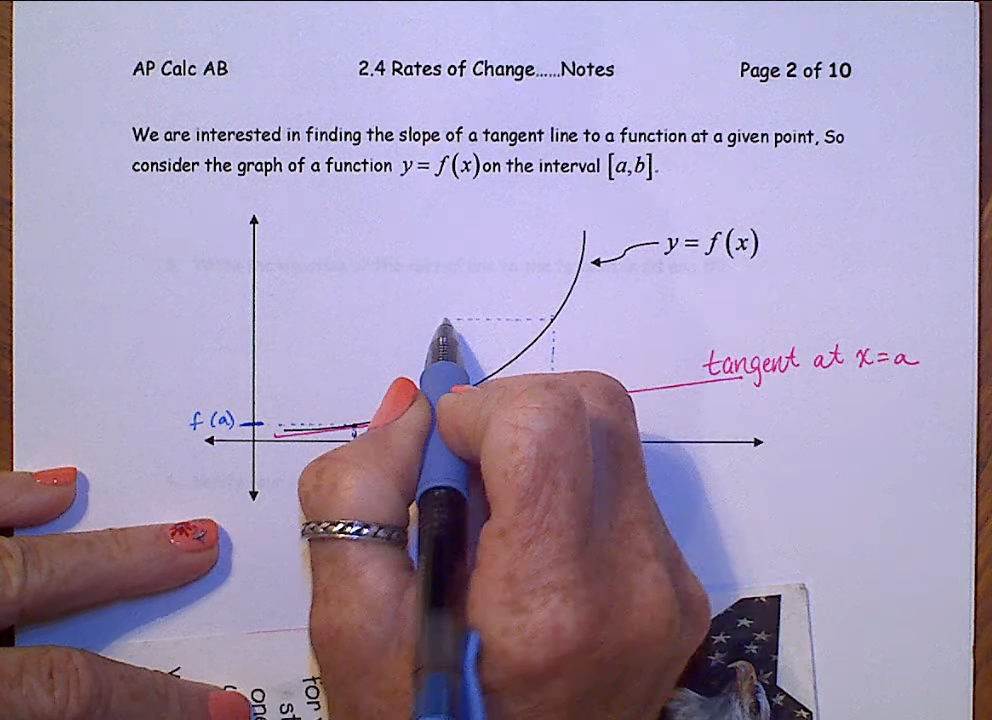 AP Calc AB 2.4 Rates of Change......Notes Page 2 of 10
We are interested in finding the slope of a tangent line to a function at a given point, So
consider the graph of a function y = f(x) on the interval [a,b].
y = f(x)
tangent at x=a
f(a)
for